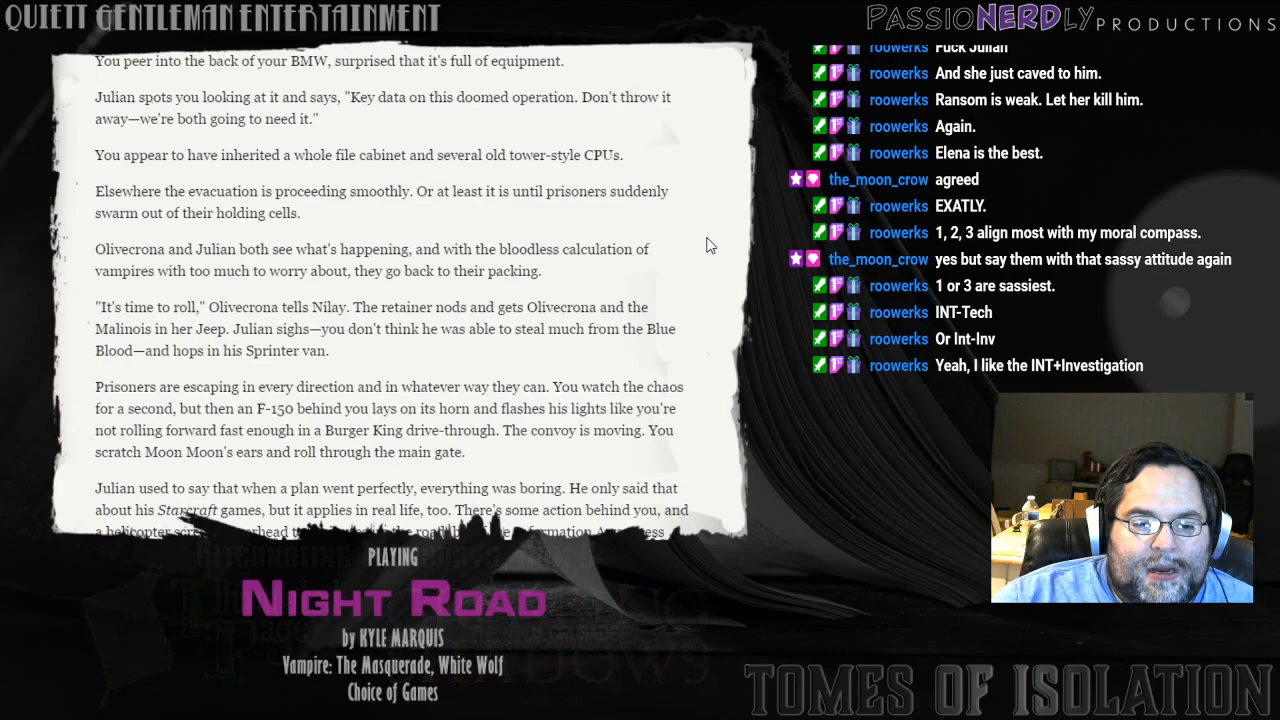 QUIETT GENTLEMAN ENTERTAINMENT
PASSIONERDLY PRODUCTIONS
You peer into the back of your BMW, surprised that it's full of equipment.
Julian spots you looking at it and says, "Key data on this doomed operation. Don't throw it
away—we're both going to need it."
You appear to have inherited a whole file cabinet and several old tower-style CPUs.
Elsewhere the evacuation is proceeding smoothly. Or at least it is until prisoners suddenly
swarm out of their holding cells.
Olivecrona and Julian both see what's happening, and with the bloodless calculation of
vampires with too much to worry about, they go back to their packing.
"It's time to roll," Olivecrona tells Nilay. The retainer nods and gets Olivecrona and the
Malinois in her Jeep. Julian sighs—you don't think he was able to steal much from the Blue
Blood—and hops in his Sprinter van.
Prisoners are escaping in every direction and in whatever way they can. You watch the chaos
for a second, but then an F-150 behind you lays on its horn and flashes his lights like you're
not rolling forward fast enough in a Burger King drive-through. The convoy is moving. You
scratch Moon Moon's ears and roll through the main gate.
Julian used to say that when a plan went perfectly, everything was boring. He only said that
about his Starcraft games, but it applies in real life, too. There's some action behind you, and
a helicopter
roowerks Fuck Julian
roowerks And she just caved to him.
roowerks Ransom is weak. Let her kill him.
roowerks Again.
roowerks Elena is the best.
the_moon_crow agreed
roowerks EXATLY.
roowerks 1, 2, 3 align most with my moral compass.
the_moon_crow yes but say them with that sassy attitude again
roowerks 1 or 3 are sassiest.
roowerks INT-Tech
roowerks Or Int-Inv
roowerks Yeah, I like the INT+Investigation
PLAYING
NIGHT ROAD
by KYLE MARQUIS
Vampire: The Masquerade, White Wolf
Choice of Games
TOMES OF ISOLATION